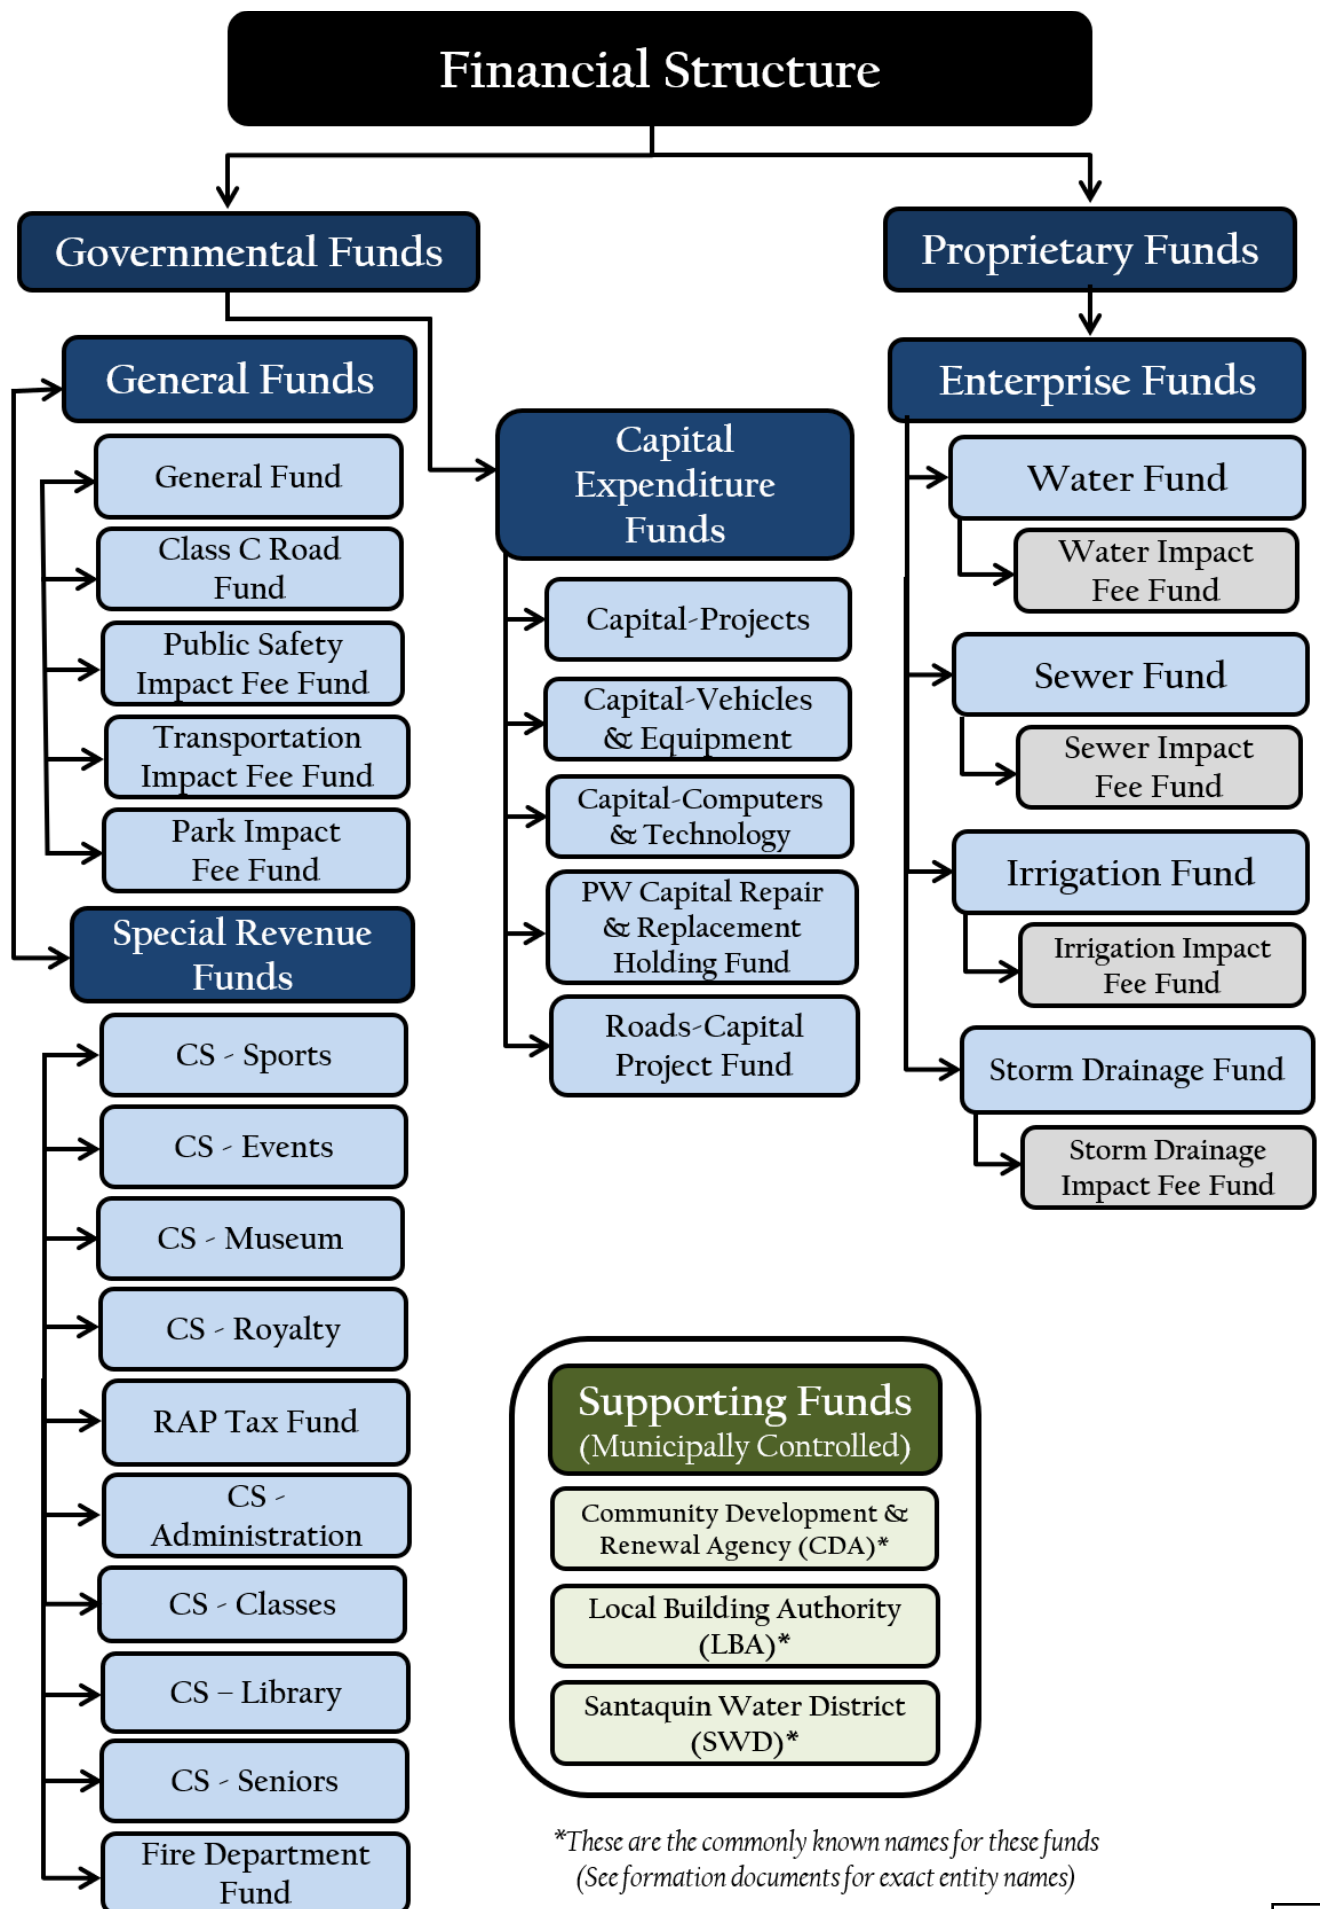 Financial Structure
Governmental Funds
General Funds
General Fund
Class C Road
Fund
Public Safety
Impact Fee Fund
Transportation
Impact Fee Fund
Park Impact
Fee Fund
Special Revenue
Funds
CS - Sports
CS - Events
CS - Museum
CS - Royalty
RAP Tax Fund
CS -
Administration
CS - Classes
CS – Library
CS - Seniors
Fire Department
Fund
Capital
Expenditure
Funds
Capital-Projects
Capital-Vehicles
& Equipment
Capital-Computers
& Technology
PW Capital Repair
& Replacement
Holding Fund
Roads-Capital
Project Fund
Proprietary Funds
Enterprise Funds
Water Fund
Water Impact
Fee Fund
Sewer Fund
Sewer Impact
Fee Fund
Irrigation Fund
Irrigation Impact
Fee Fund
Storm Drainage Fund
Storm Drainage
Impact Fee Fund
Supporting Funds
(Municipally Controlled)
Community Development &
Renewal Agency (CDA)*
Local Building Authority
(LBA)*
Santaquin Water District
(SWD)*
*These are the commonly known names for these funds
(See formation documents for exact entity names)